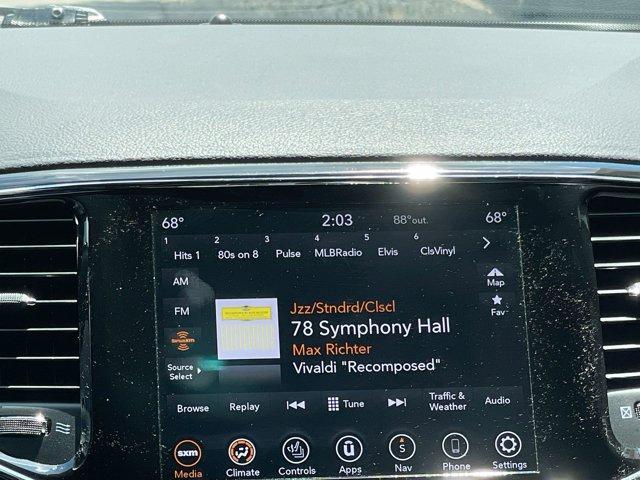 68° 2:03 88°out. 68°
1 2 3 4 5 6
Hits 1 80s on 8 Pulse MLBRadio Elvis ClsVinyl
AM
Map
FM
Fav
SiriusXM
Jzz/Stndrd/Clscl
78 Symphony Hall
Max Richter
Vivaldi "Recomposed"
Source
Select
Browse Replay Tune Traffic & Weather Audio
sxm S
Media Climate Controls Apps Nav Phone Settings